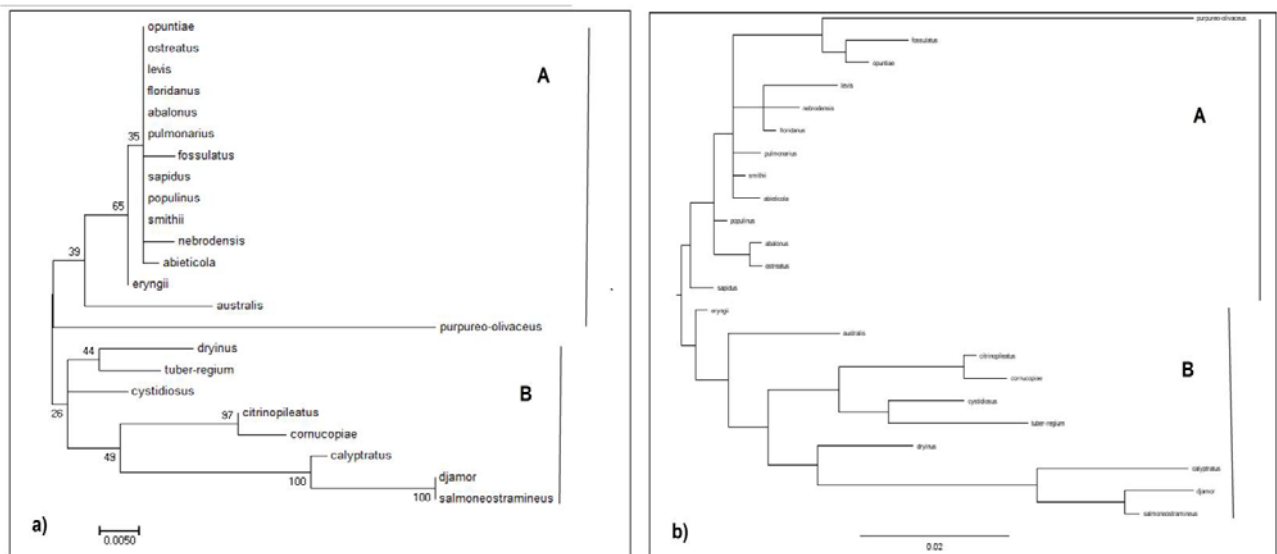 opuntiae
ostreatus
levis
A
floridanus
abalonus
35
pulmonarius
fossulatus
sapidus
populinus
65
smithii
nebrodensis
39
abieticola
eryngii
australis
purpureo-olivaceus
44
dryinus
tuber-regium
B
cystidiosus
26
97
citrinopileatus
cornucopiae
49
calyptratus
100
djamor
100
salmoneostramineus
a)
0.0050
purpureo-olivaceus
fossulatus
opuntiae
levis
nebrodensis
A
floridanus
pulmonarius
smithii
abieticola
populinus
abalonus
ostreatus
sapidus
eryngii
australis
citrinopileatus
B
cornucopiae
cystidiosus
tuber-regium
dryinus
calyptratus
djamor
salmoneostramineus
b)
0.02